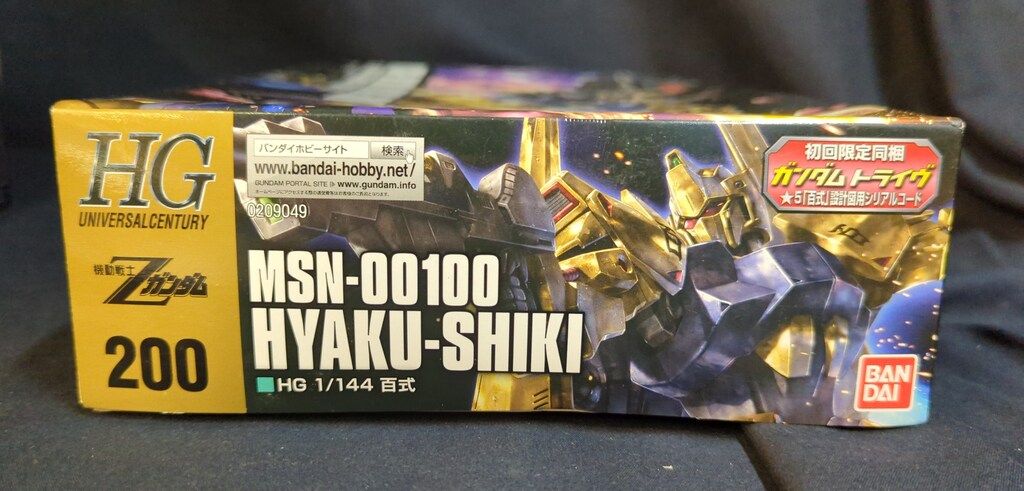 HG
UNIVERSALCENTURY
機動戦士
Zガンダム
200
バンダイホビーサイト 検索
www.bandai-hobby.net/
GUNDAM PORTAL SITE www.gundam.info
0209049
MSN-00100
HYAKU-SHIKI
HG 1/144 百式
初回限定同梱
ガンダム トライヴ
★5「百式」設計図用シリアルコード
BAN
DAI